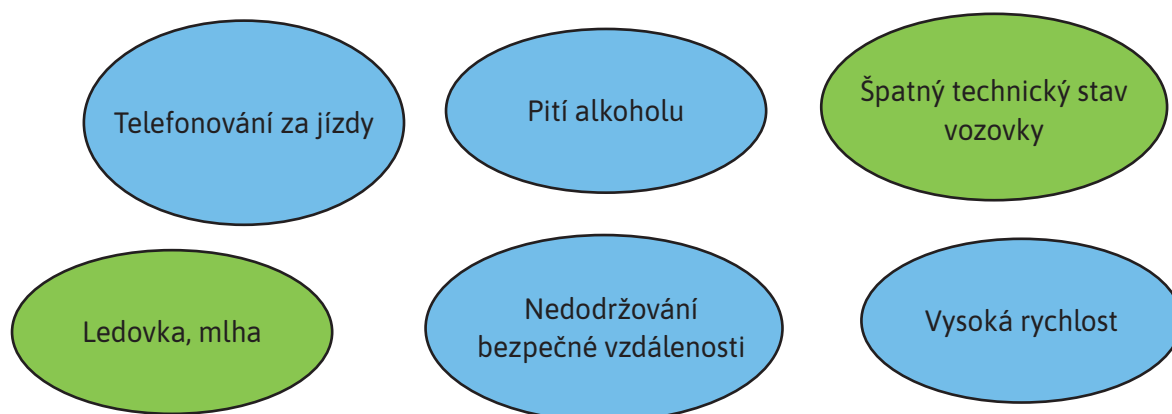 Telefonování za jízdy
Pití alkoholu
Špatný technický stav
vozovky
Ledovka, mlha
Nedodržování
bezpečné vzdálenosti
Vysoká rychlost